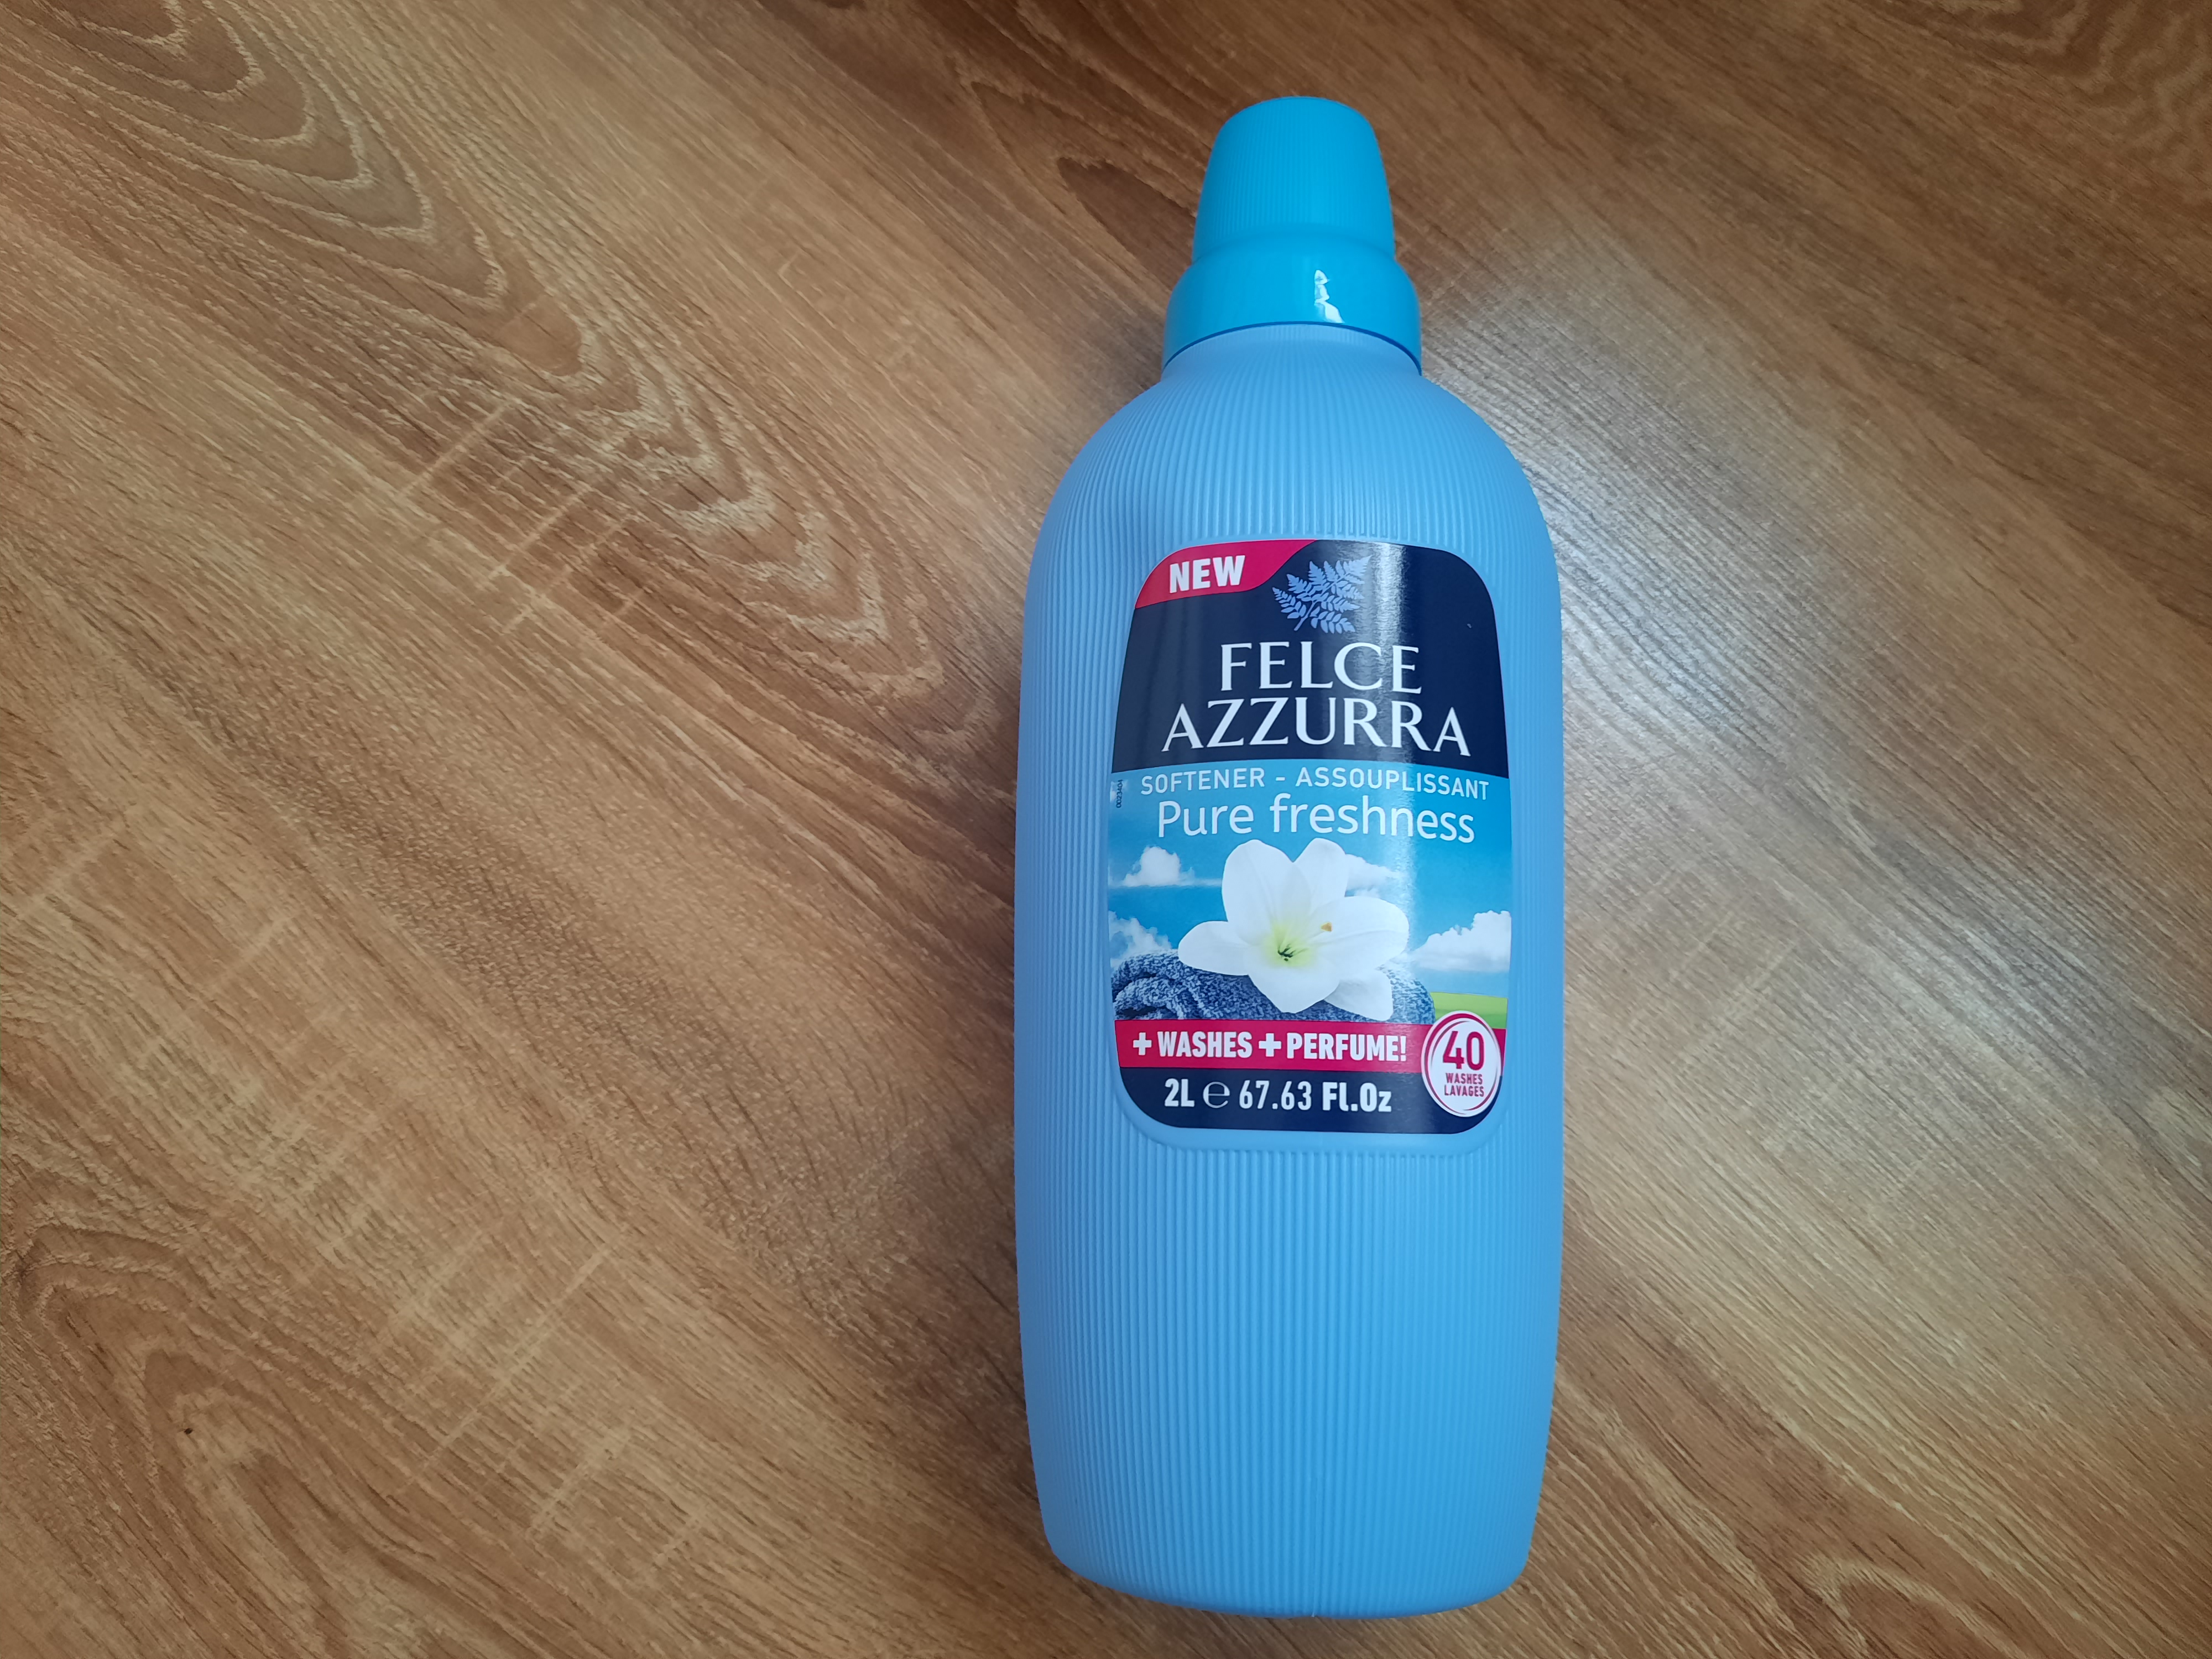 NEW
FELCE
AZZURRA
SOFTENER - ASSOUPLISSANT
Pure freshness
+ WASHES + PERFUME!
40
WASHES
LAVAGES
2L ℮ 67.63 Fl.Oz